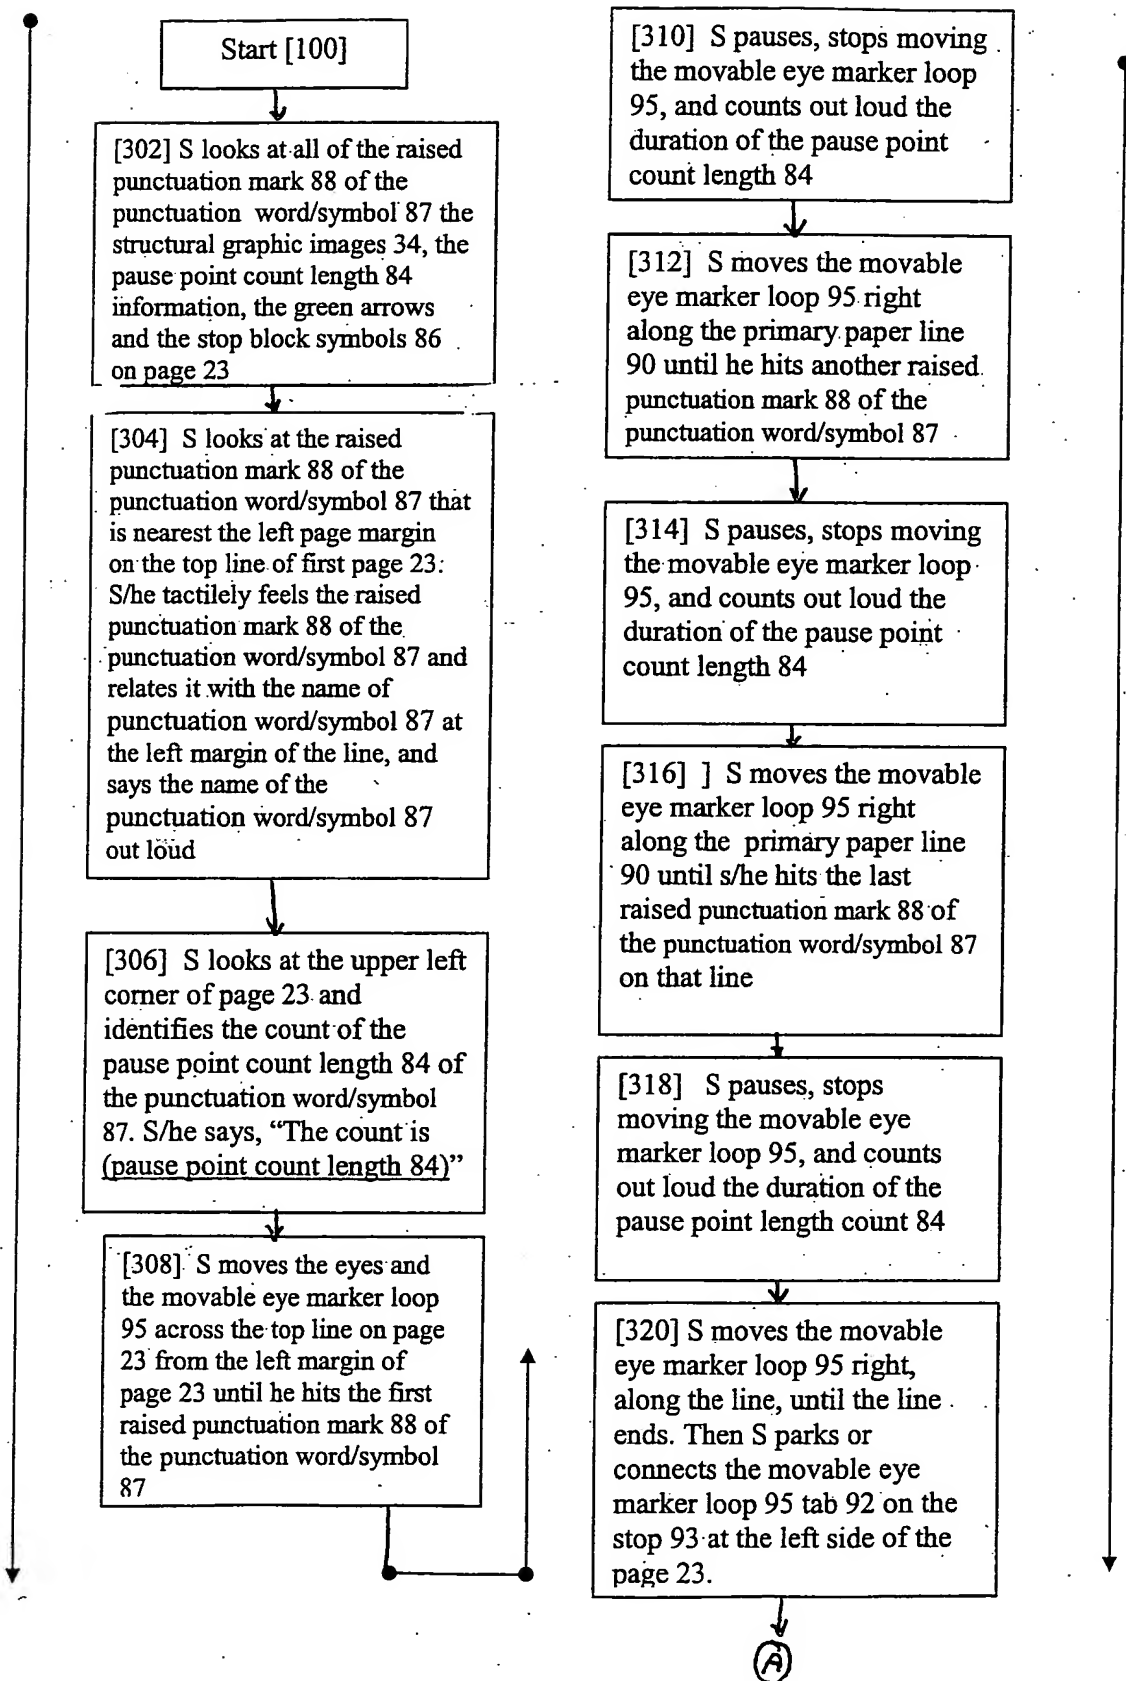 Start [100]
[302] S looks at all of the raised
punctuation mark 88 of the
punctuation word/symbol 87 the
structural graphic images 34, the
pause point count length 84
information, the green arrows
and the stop block symbols 86
on page 23
[304] S looks at the raised
punctuation mark 88 of the
punctuation word/symbol 87 that
is nearest the left page margin
on the top line of first page 23:
S/he tactilely feels the raised
punctuation mark 88 of the
punctuation word/symbol 87 and
relates it with the name of
punctuation word/symbol 87 at
the left margin of the line, and
says the name of the
punctuation word/symbol 87
out loud
[306] S looks at the upper left
corner of page 23 and
identifies the count of the
pause point count length 84 of
the punctuation word/symbol
87. S/he says, “The count is
(pause point count length 84)”
[308] S moves the eyes and
the movable eye marker loop
95 across the top line on page
23 from the left margin of
page 23 until he hits the first
raised punctuation mark 88 of
the punctuation word/symbol
87
[310] S pauses, stops moving
the movable eye marker loop
95, and counts out loud the
duration of the pause point
count length 84
[312] S moves the movable
eye marker loop 95 right
along the primary paper line
90 until he hits another raised
punctuation mark 88 of the
punctuation word/symbol 87
[314] S pauses, stops moving
the movable eye marker loop
95, and counts out loud the
duration of the pause point
count length 84
[316] ] S moves the movable
eye marker loop 95 right
along the primary paper line
90 until s/he hits the last
raised punctuation mark 88 of
the punctuation word/symbol 87
on that line
[318] S pauses, stops
moving the movable eye
marker loop 95, and counts
out loud the duration of the
pause point length count 84
[320] S moves the movable
eye marker loop 95 right,
along the line, until the line
ends. Then S parks or
connects the movable eye
marker loop 95 tab 92 on the
stop 93 at the left side of the
page 23.
A